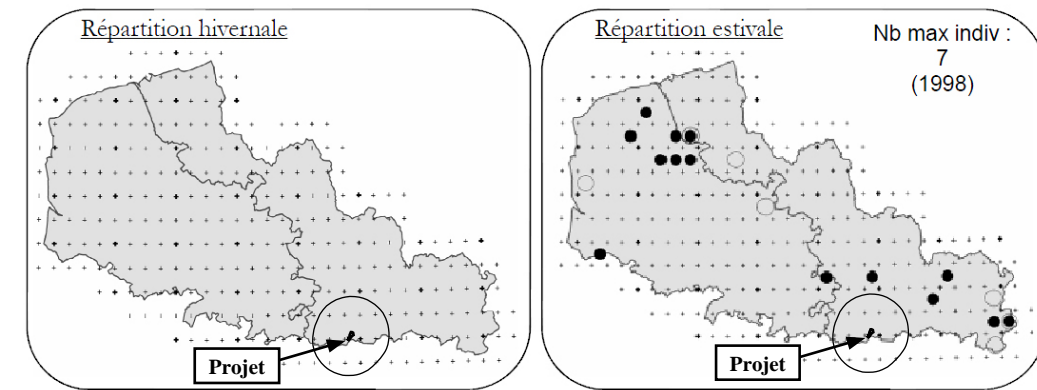 Répartition hivernale
Projet
Répartition estivale
Nb max indiv :
7
(1998)
Projet